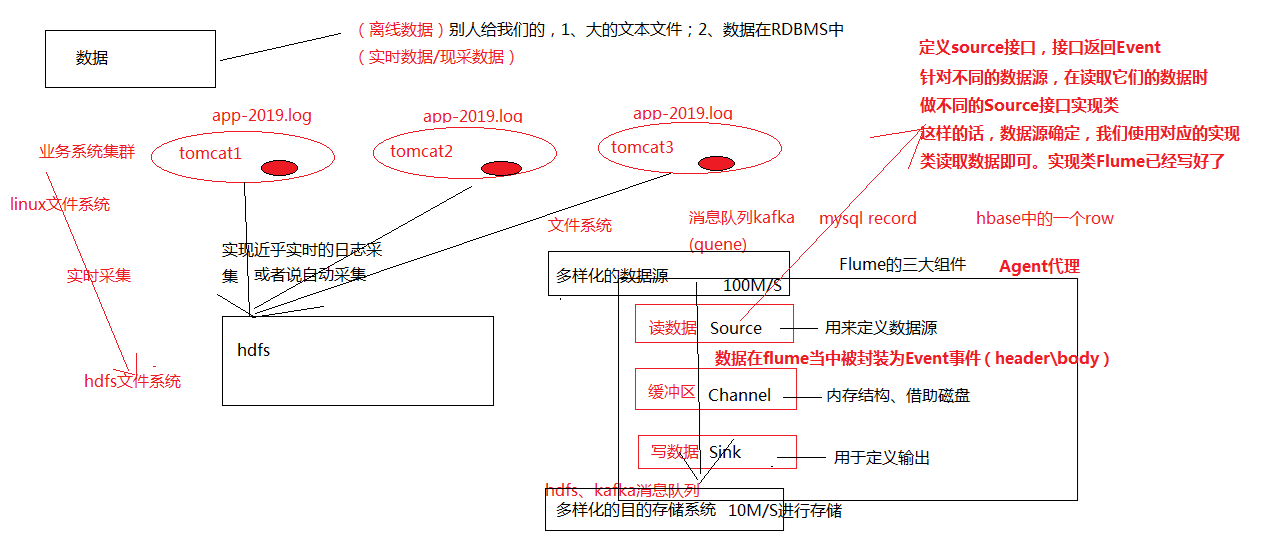 数据
（离线数据）别人给我们的，1、大的文本文件；2、数据在RDBMS中
（实时数据/现采数据）
定义source接口，接口返回Event
针对不同的数据源，在读取它们的数据时
做不同的Source接口实现类
这样的话，数据源确定，我们使用对应的实现
类读取数据即可。实现类Flume已经写好了
app-2019.log
app-2019.log
app-2019.log
业务系统集群
tomcat1
tomcat2
tomcat3
linux文件系统
实时采集
hdfs文件系统
实现近乎实时的日志采
集
或者说自动采集
hdfs
文件系统
消息队列kafka
(quene)
mysql record
hbase中的一个row
多样化的数据源
100M/S
Flume的三大组件
Agent代理
读数据
Source
用来定义数据源
数据在flume当中被封装为Event事件（header\body）
缓冲区
Channel
内存结构、借助磁盘
写数据
Sink
用于定义输出
hdfs、kafka消息队列
多样化的目的存储系统
10M/S进行存储